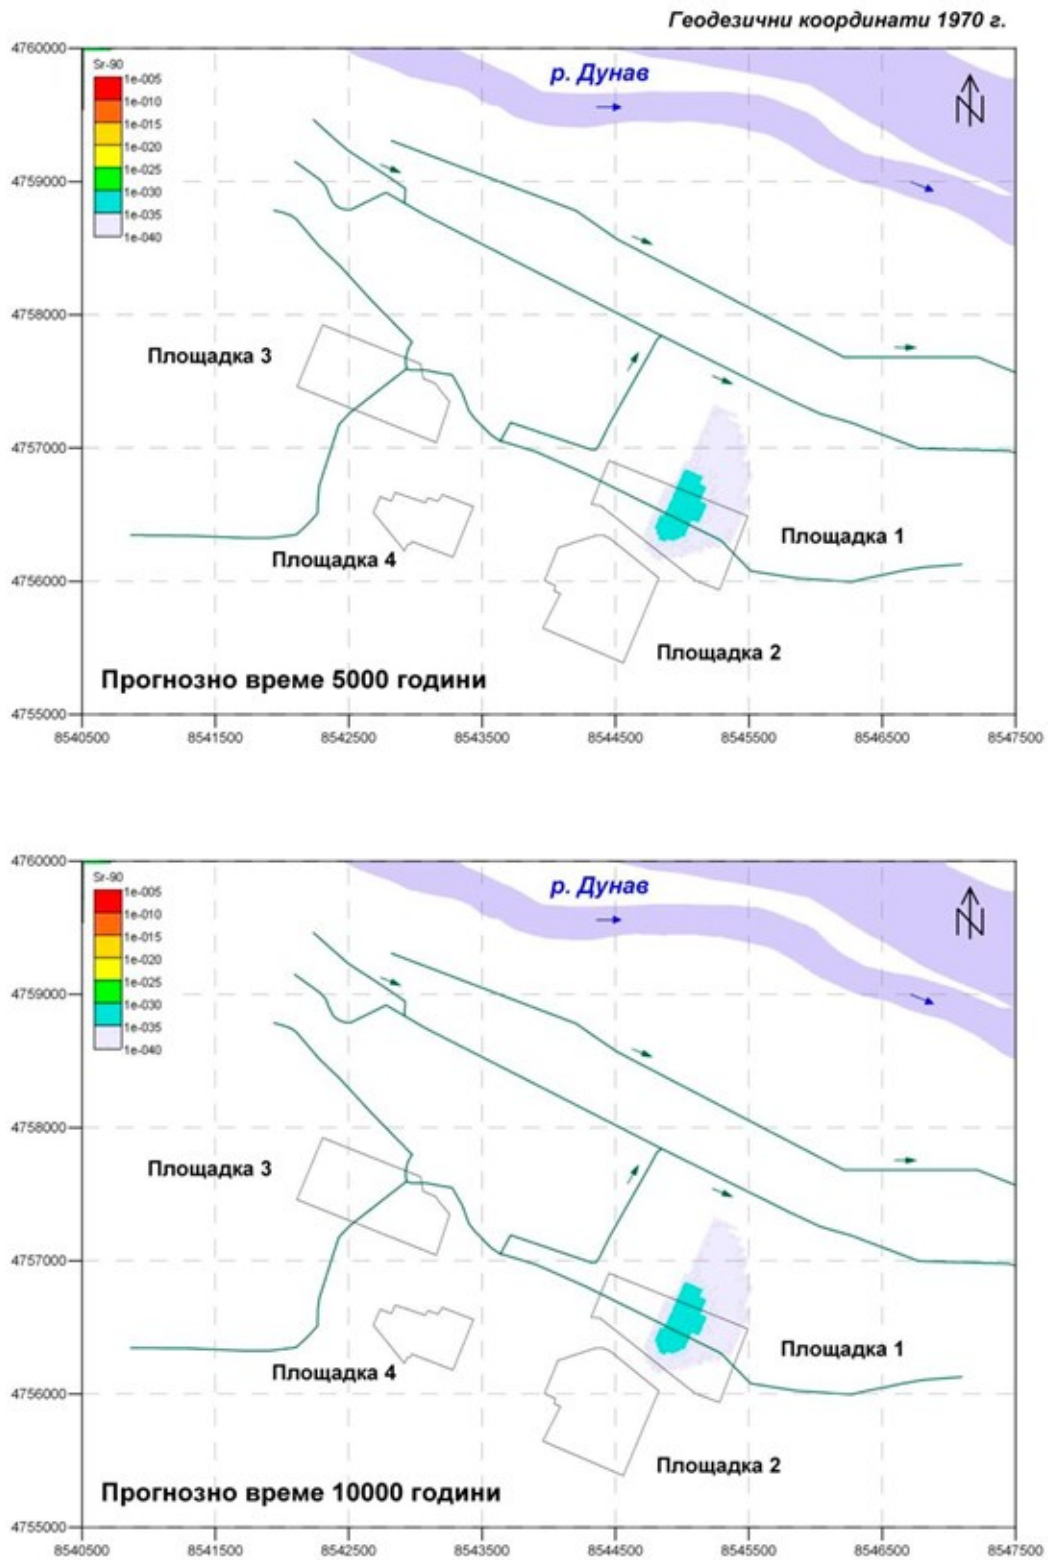 Геодезични координати 1970 г.
4760000
Sr-90
1e-005
1e-010
1e-015
1e-020
1e-025
1e-030
1e-035
1e-040
р. Дунав
N
4759000
4758000
Площадка 3
4757000
Площадка 1
Площадка 4
4756000
Площадка 2
Прогнозно време 5000 години
4755000
8540500 8541500 8542500 8543500 8544500 8545500 8546500 8547500
4760000
Sr-90
1e-005
1e-010
1e-015
1e-020
1e-025
1e-030
1e-035
1e-040
р. Дунав
N
4759000
4758000
Площадка 3
4757000
Площадка 1
Площадка 4
4756000
Площадка 2
Прогнозно време 10000 години
4755000
8540500 8541500 8542500 8543500 8544500 8545500 8546500 8547500